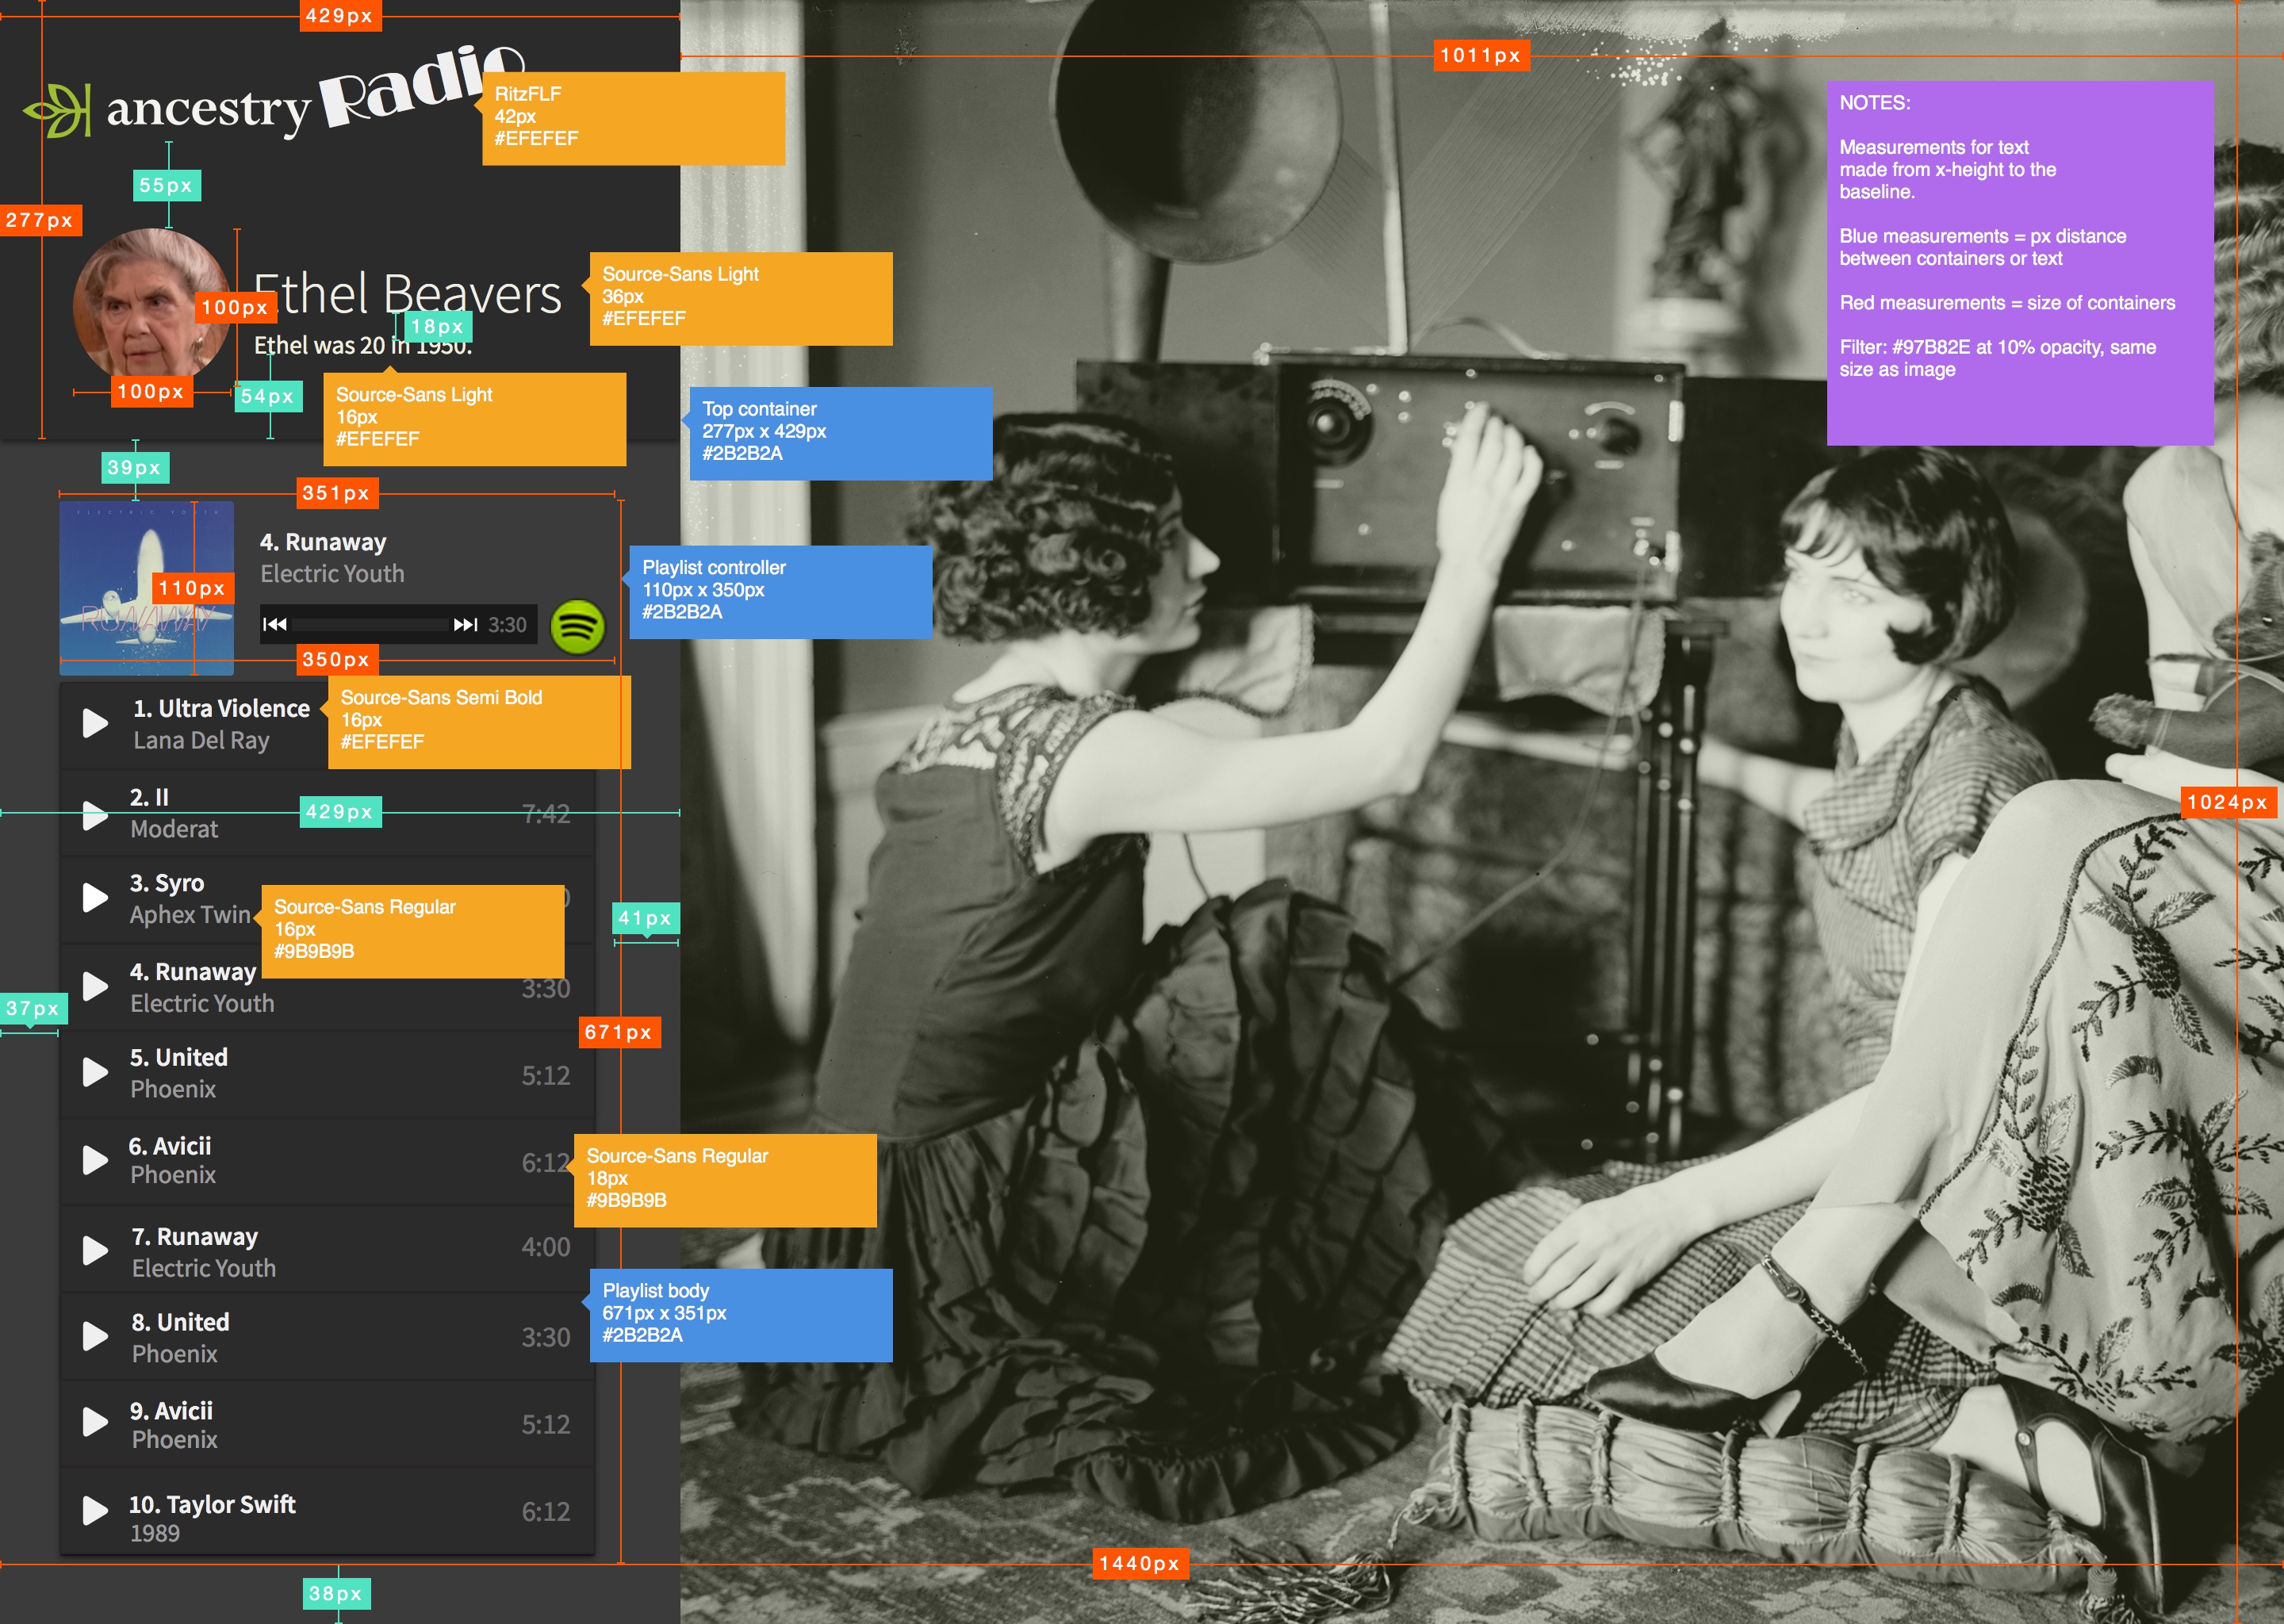 429px
1011px
ancestry Radio
RitzFLF
42px
#EFEFEF
NOTES:
Measurements for text
made from x-height to the
baseline.
Blue measurements = px distance
between containers or text
Red measurements = size of containers
Filter: #97B82E at 10% opacity, same
size as image
55px
277px
Ethel Beavers
100px
18px
Ethel was 20 in 1950.
Source-Sans Light
36px
#EFEFEF
100px
54px
Source-Sans Light
16px
#EFEFEF
Top container
277px x 429px
#2B2B2A
39px
351px
ELECTRIC YOUTH
RUNAWAY
110px
4. Runaway
Electric Youth
3:30
350px
Playlist controller
110px x 350px
#2B2B2A
1. Ultra Violence
Lana Del Ray
Source-Sans Semi Bold
16px
#EFEFEF
2. II
Moderat
7:42
429px
1024px
3. Syro
Aphex Twin
Source-Sans Regular
16px
#9B9B9B
41px
4. Runaway
Electric Youth
3:30
37px
671px
5. United
Phoenix
5:12
6. Avicii
Phoenix
6:12
Source-Sans Regular
18px
#9B9B9B
7. Runaway
Electric Youth
4:00
Playlist body
671px x 351px
#2B2B2A
8. United
Phoenix
3:30
9. Avicii
Phoenix
5:12
10. Taylor Swift
1989
6:12
1440px
38px